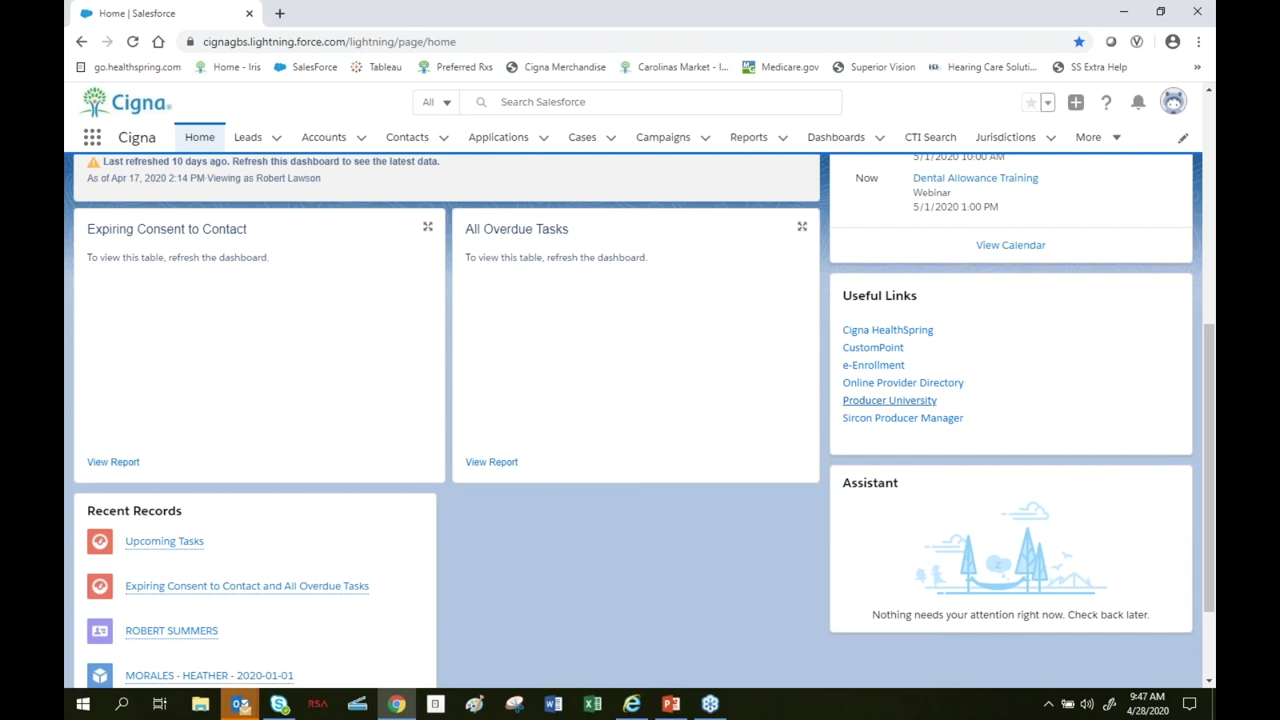 Home | Salesforce
cignagbs.lightning.force.com/lightning/page/home
go.healthspring.com Home - Iris SalesForce Tableau Preferred Rxs Cigna Merchandise Carolinas Market - I... Medicare.gov Superior Vision Hearing Care Soluti... SS Extra Help »
Cigna
All Search Salesforce
Cigna Home Leads Accounts Contacts Applications Cases Campaigns Reports Dashboards CTI Search Jurisdictions More
Last refreshed 10 days ago. Refresh this dashboard to see the latest data.
As of Apr 17, 2020 2:14 PM·Viewing as Robert Lawson
Expiring Consent to Contact
To view this table, refresh the dashboard.
View Report
All Overdue Tasks
To view this table, refresh the dashboard.
View Report
Recent Records
Upcoming Tasks
Expiring Consent to Contact and All Overdue Tasks
ROBERT SUMMERS
MORALES - HEATHER - 2020-01-01
5/1/2020 10:00 AM
Now Dental Allowance Training
Webinar
5/1/2020 1:00 PM
View Calendar
Useful Links
Cigna HealthSpring
CustomPoint
e-Enrollment
Online Provider Directory
Producer University
Sircon Producer Manager
Assistant
Nothing needs your attention right now. Check back later.
RSA
9:47 AM
4/28/2020